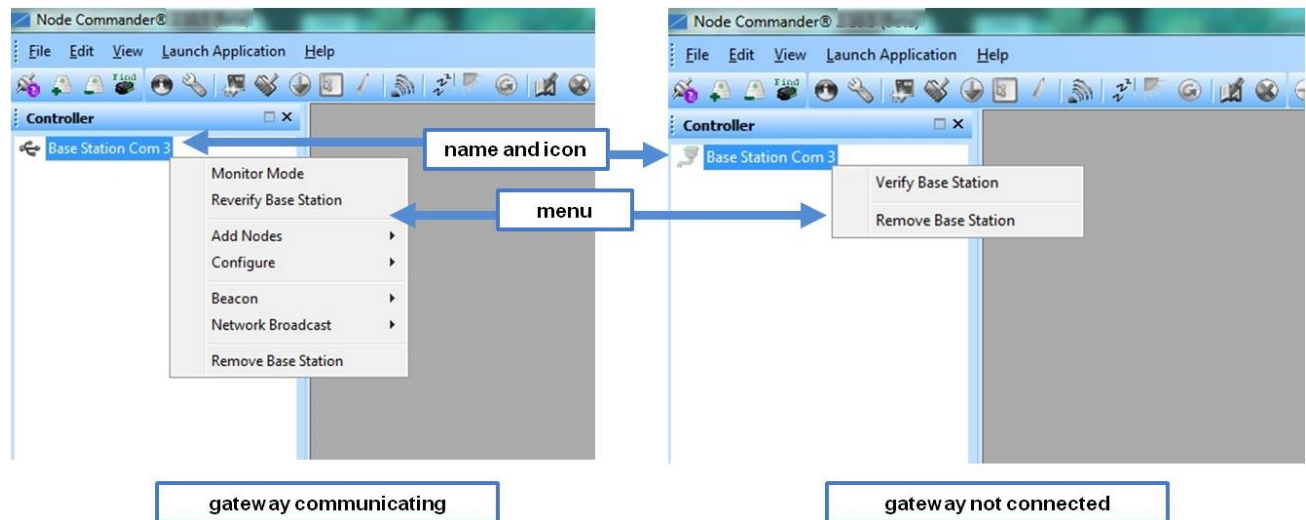 Node Commander®
File Edit View Launch Application Help
Find
Controller
Base Station Com 3
Monitor Mode
Reverify Base Station
Add Nodes
Configure
Beacon
Network Broadcast
Remove Base Station
name and icon
menu
Node Commander®
File Edit View Launch Application Help
Find
Controller
Base Station Com 3
Verify Base Station
Remove Base Station
gateway communicating
gateway not connected